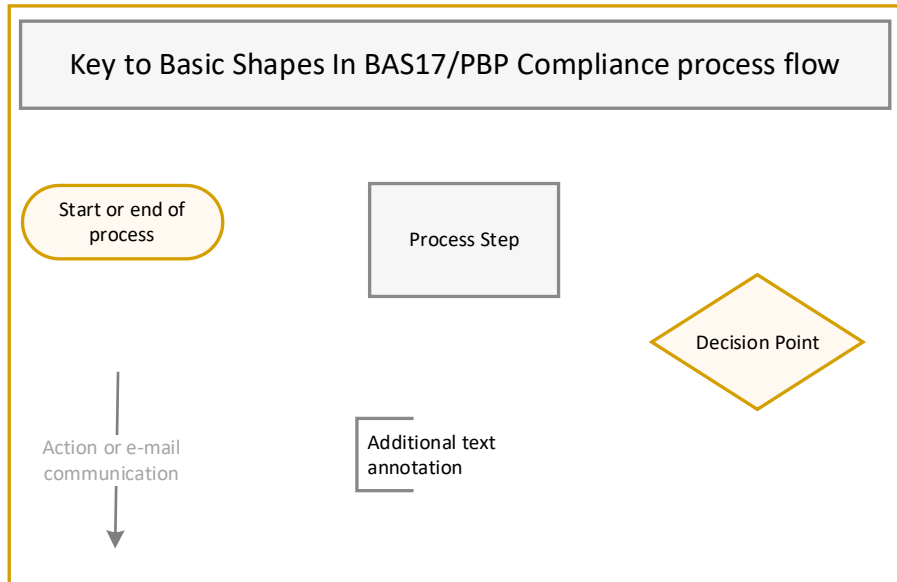 Key to Basic Shapes In BAS17/PBP Compliance process flow
Start or end of
process
Process Step
Decision Point
Action or e-mail
communication
Additional text
annotation